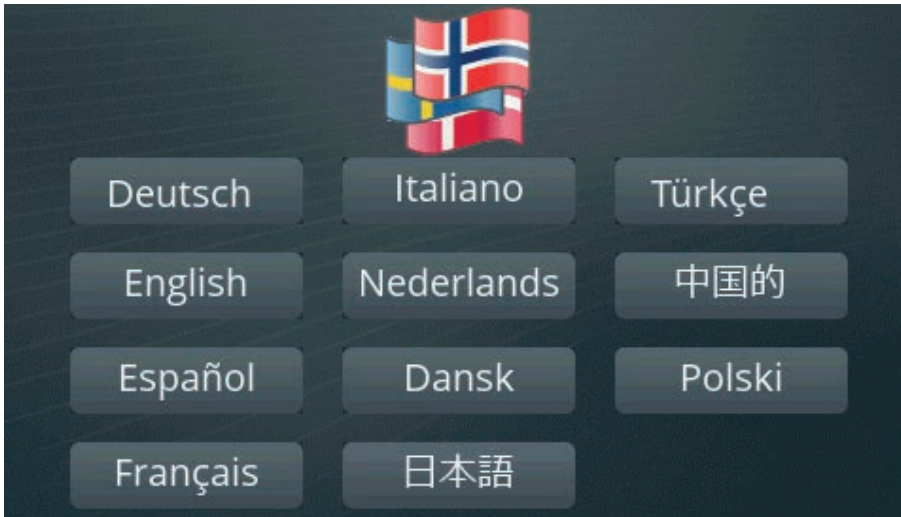 Deutsch
Italiano
Türkçe
English
Nederlands
中国的
Español
Dansk
Polski
Français
日本語